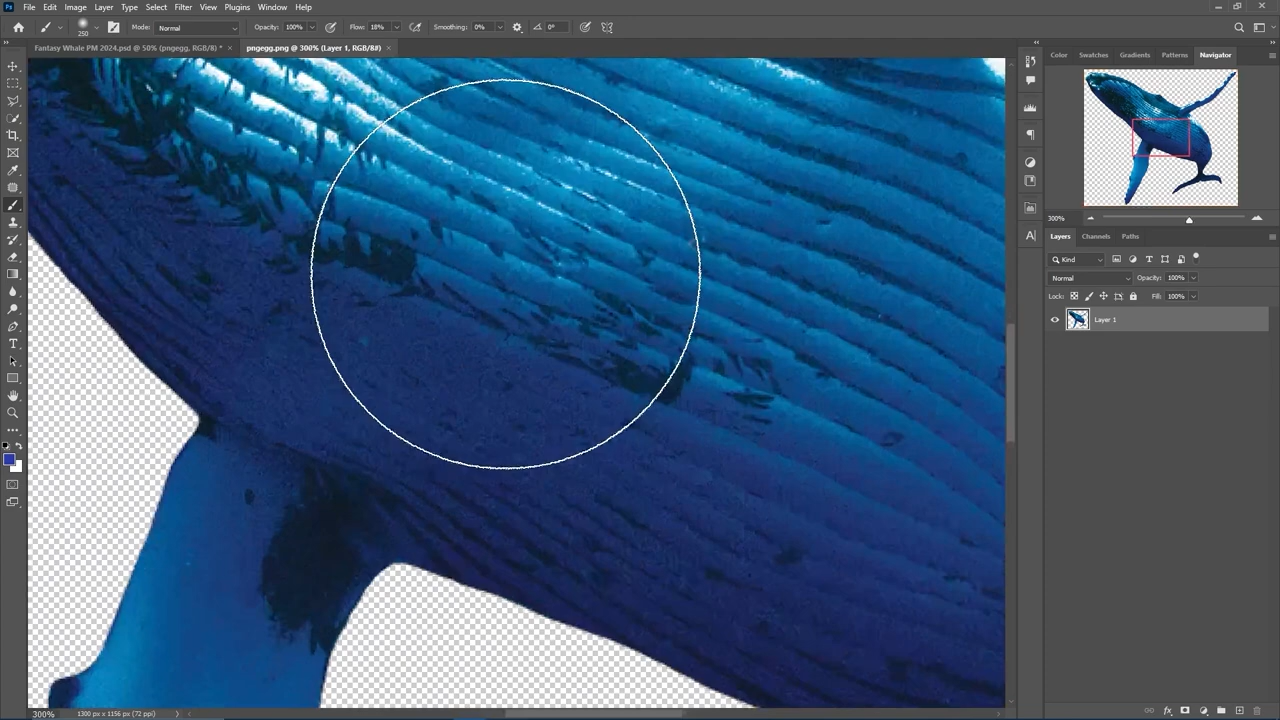 Ps File Edit Image Layer Type Select Filter View Plugins Window Help
250 Mode: Normal Opacity: 100% Flow: 18% Smoothing: 0% 0°
Fantasy Whale PM 2024.psd @ 50% (pngegg, RGB/8) * × pngegg.png @ 300% (Layer 1, RGB/8#) ×
Color Swatches Gradients Patterns Navigator
300%
Layers Channels Paths
Kind
Normal Opacity: 100%
Lock: Fill: 100%
Layer 1
300% 1300 px x 1156 px (72 ppi)